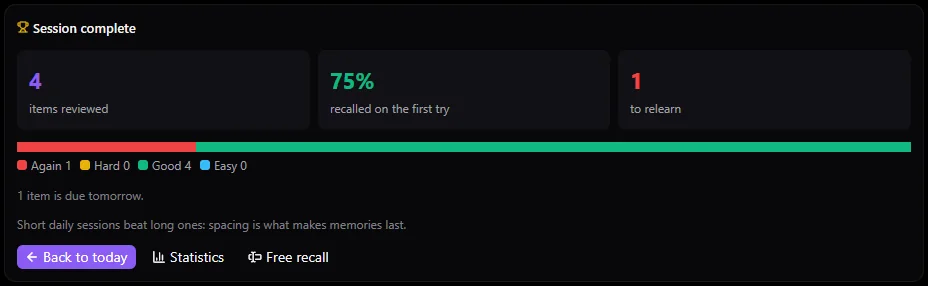 Session complete
4
items reviewed
75%
recalled on the first try
1
to relearn
Again 1 Hard 0 Good 4 Easy 0
1 item is due tomorrow.
Short daily sessions beat long ones: spacing is what makes memories last.
Back to today Statistics Free recall